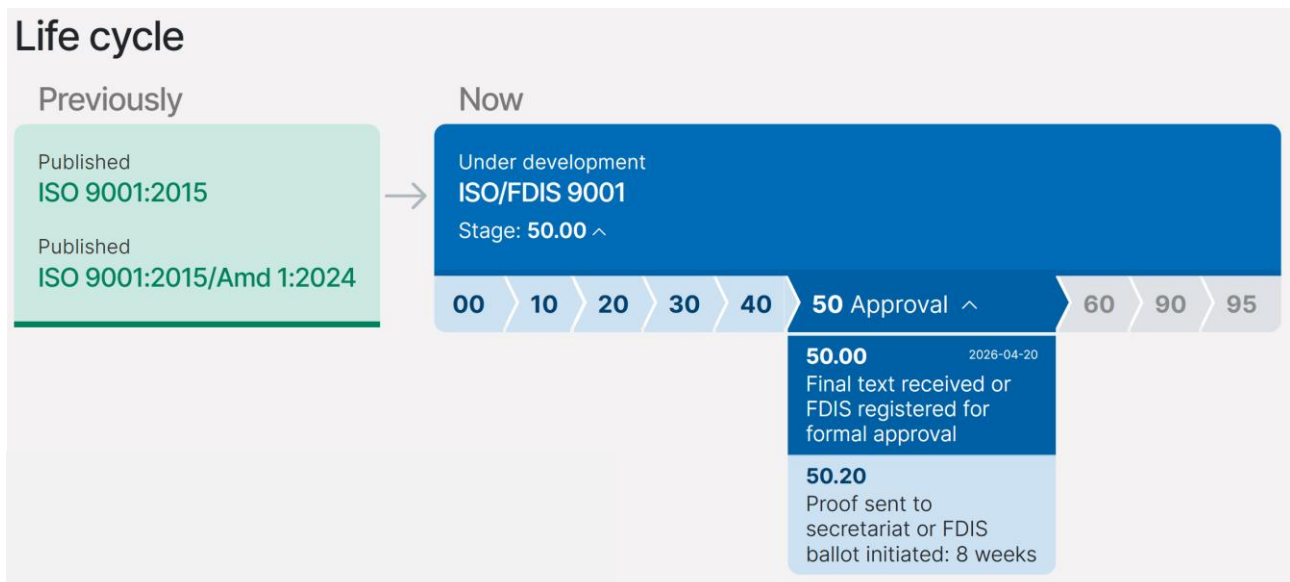 Life cycle
Previously
Now
Published
ISO 9001:2015
Published
ISO 9001:2015/Amd 1:2024
Under development
ISO/FDIS 9001
Stage: 50.00
00
10
20
30
40
50 Approval
60
90
95
50.00
2026-04-20
Final text received or
FDIS registered for
formal approval
50.20
Proof sent to
secretariat or FDIS
ballot initiated: 8 weeks